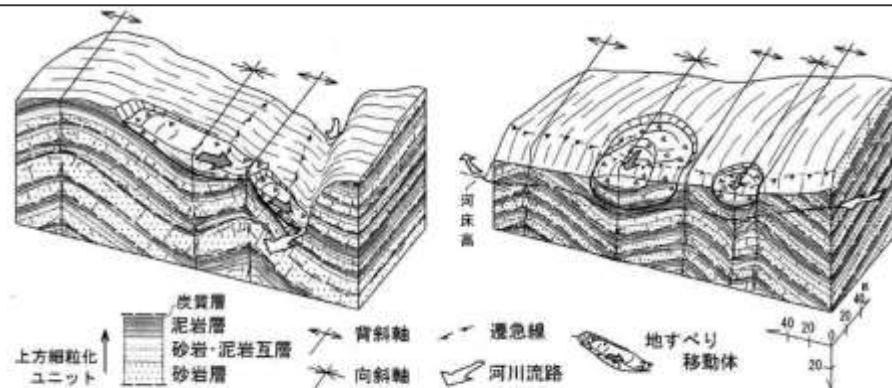 河床高
m
40
20
40 20 0
20
炭質層
泥岩層
砂岩・泥岩互層
砂岩層
上方細粒化
ユニット
背斜軸
向斜軸
遷急線
河川流路
地すべり
移動体